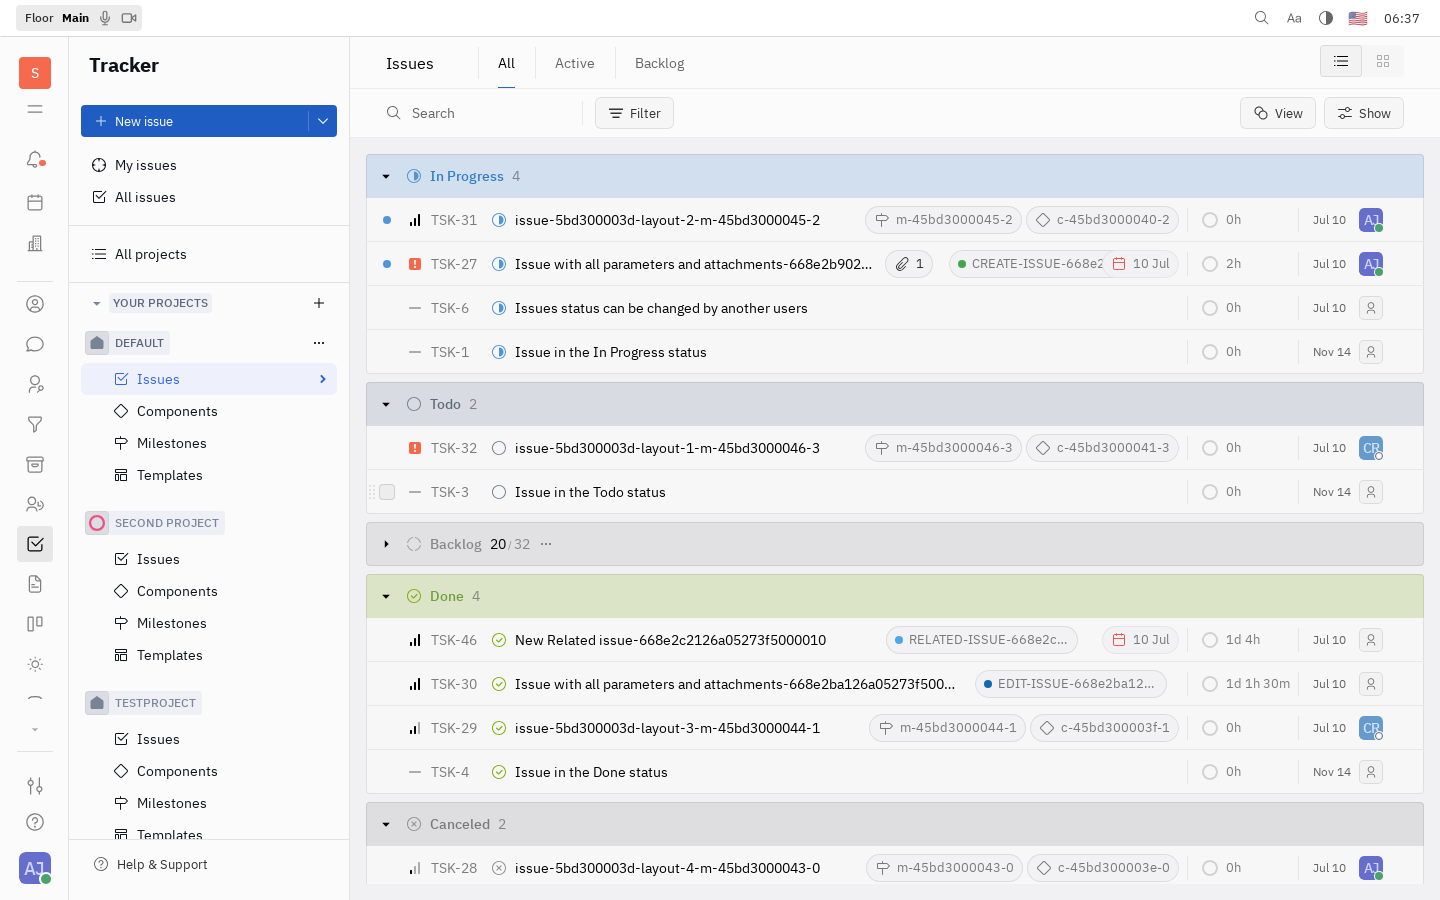 Floor Main
Aa
06:37
S
Tracker
New issue
My issues
All issues
All projects
YOUR PROJECTS
DEFAULT
Issues
Components
Milestones
Templates
SECOND PROJECT
Issues
Components
Milestones
Templates
TESTPROJECT
Issues
Components
Milestones
Templates
Help & Support
AJ
Issues All Active Backlog
Search Filter View Show
In Progress 4
TSK-31 issue-5bd300003d-layout-2-m-45bd3000045-2 m-45bd3000045-2 c-45bd3000040-2 0h Jul 10 AJ
TSK-27 Issue with all parameters and attachments-668e2b902... 1 CREATE-ISSUE-668e2 10 Jul 2h Jul 10 AJ
TSK-6 Issues status can be changed by another users 0h Jul 10
TSK-1 Issue in the In Progress status 0h Nov 14
Todo 2
TSK-32 issue-5bd300003d-layout-1-m-45bd3000046-3 m-45bd3000046-3 c-45bd3000041-3 0h Jul 10 CR
TSK-3 Issue in the Todo status 0h Nov 14
Backlog 20/32 ...
Done 4
TSK-46 New Related issue-668e2c2126a05273f5000010 RELATED-ISSUE-668e2c... 10 Jul 1d 4h Jul 10
TSK-30 Issue with all parameters and attachments-668e2ba126a05273f500... EDIT-ISSUE-668e2ba12... 1d 1h 30m Jul 10
TSK-29 issue-5bd300003d-layout-3-m-45bd3000044-1 m-45bd3000044-1 c-45bd300003f-1 0h Jul 10 CR
TSK-4 Issue in the Done status 0h Nov 14
Canceled 2
TSK-28 issue-5bd300003d-layout-4-m-45bd3000043-0 m-45bd3000043-0 c-45bd300003e-0 0h Jul 10 AJ